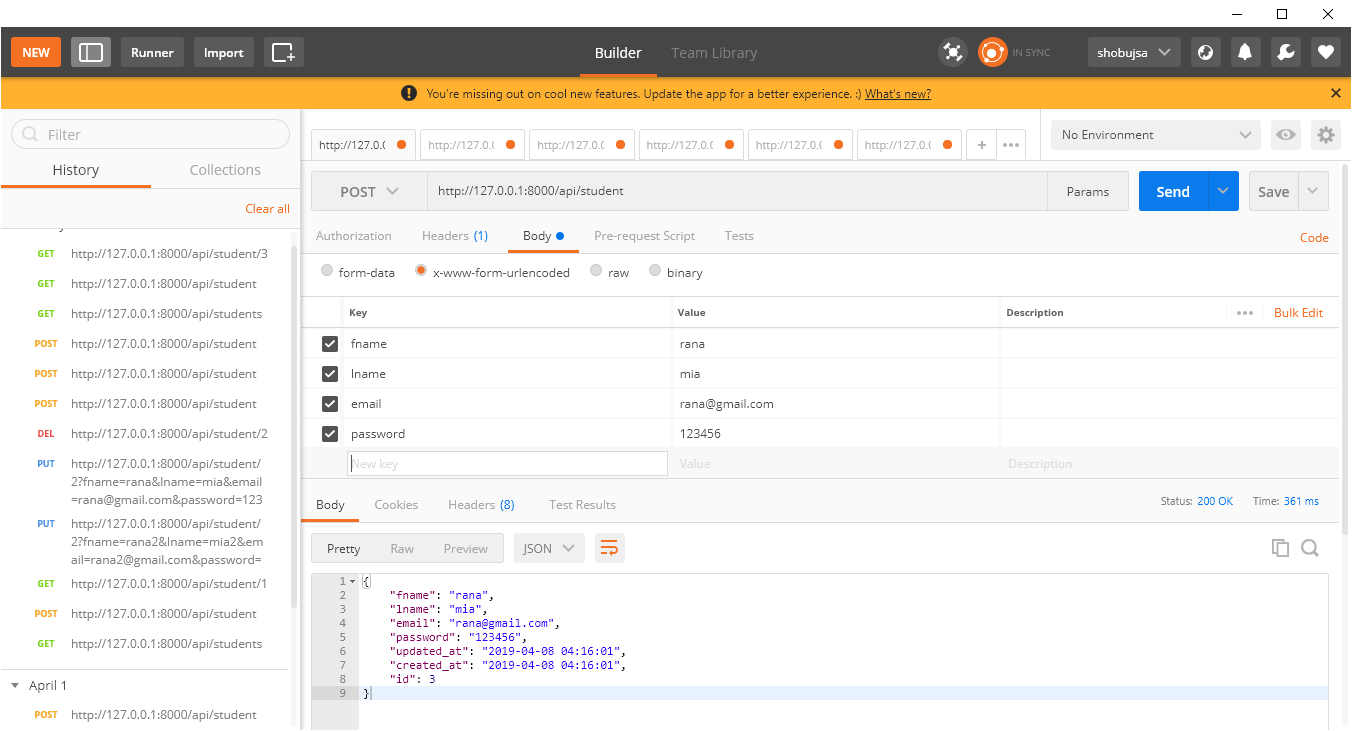 NEW Runner Import Builder Team Library IN SYNC shobujsa
You're missing out on cool new features. Update the app for a better experience. :) What's new?
Filter
History Collections
Clear all
GET http://127.0.0.1:8000/api/student/3
GET http://127.0.0.1:8000/api/student
GET http://127.0.0.1:8000/api/students
POST http://127.0.0.1:8000/api/student
POST http://127.0.0.1:8000/api/student
POST http://127.0.0.1:8000/api/student
DEL http://127.0.0.1:8000/api/student/2
PUT http://127.0.0.1:8000/api/student/
2?fname=rana&lname=mia&email
=rana@gmail.com&password=123
PUT http://127.0.0.1:8000/api/student/
2?fname=rana2&lname=mia2&em
ail=rana2@gmail.com&password=
GET http://127.0.0.1:8000/api/student/1
POST http://127.0.0.1:8000/api/student
GET http://127.0.0.1:8000/api/students
April 1
POST http://127.0.0.1:8000/api/student
http://127.0.( http://127.0.( http://127.0.( http://127.0.( http://127.0.( http://127.0.( + •••
No Environment
POST http://127.0.0.1:8000/api/student Params Send Save
Authorization Headers (1) Body Pre-request Script Tests Code
form-data x-www-form-urlencoded raw binary
Key Value Description ••• Bulk Edit
fname rana
lname mia
email rana@gmail.com
password 123456
New key Value Description
Body Cookies Headers (8) Test Results Status: 200 OK Time: 361 ms
Pretty Raw Preview JSON
1 {
2 "fname": "rana",
3 "lname": "mia",
4 "email": "rana@gmail.com",
5 "password": "123456",
6 "updated_at": "2019-04-08 04:16:01",
7 "created_at": "2019-04-08 04:16:01",
8 "id": 3
9 }